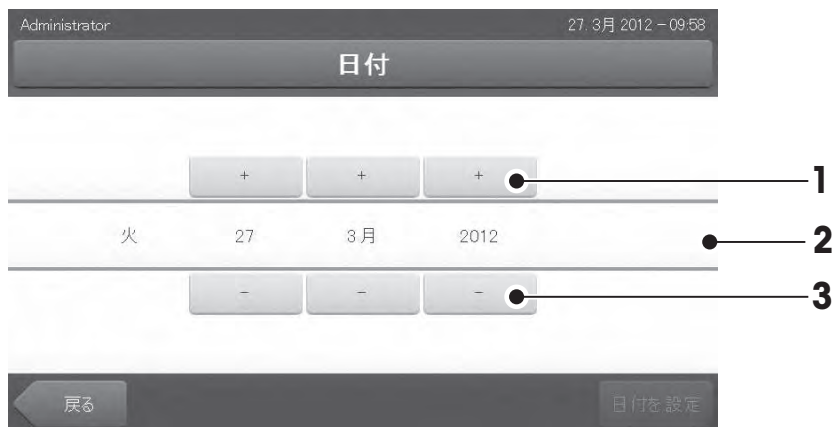 Administrator 27. 3月 2012 - 09:58
日付
+ + + 1
火 27 3月 2012 2
- - - 3
戻る 日付を設定